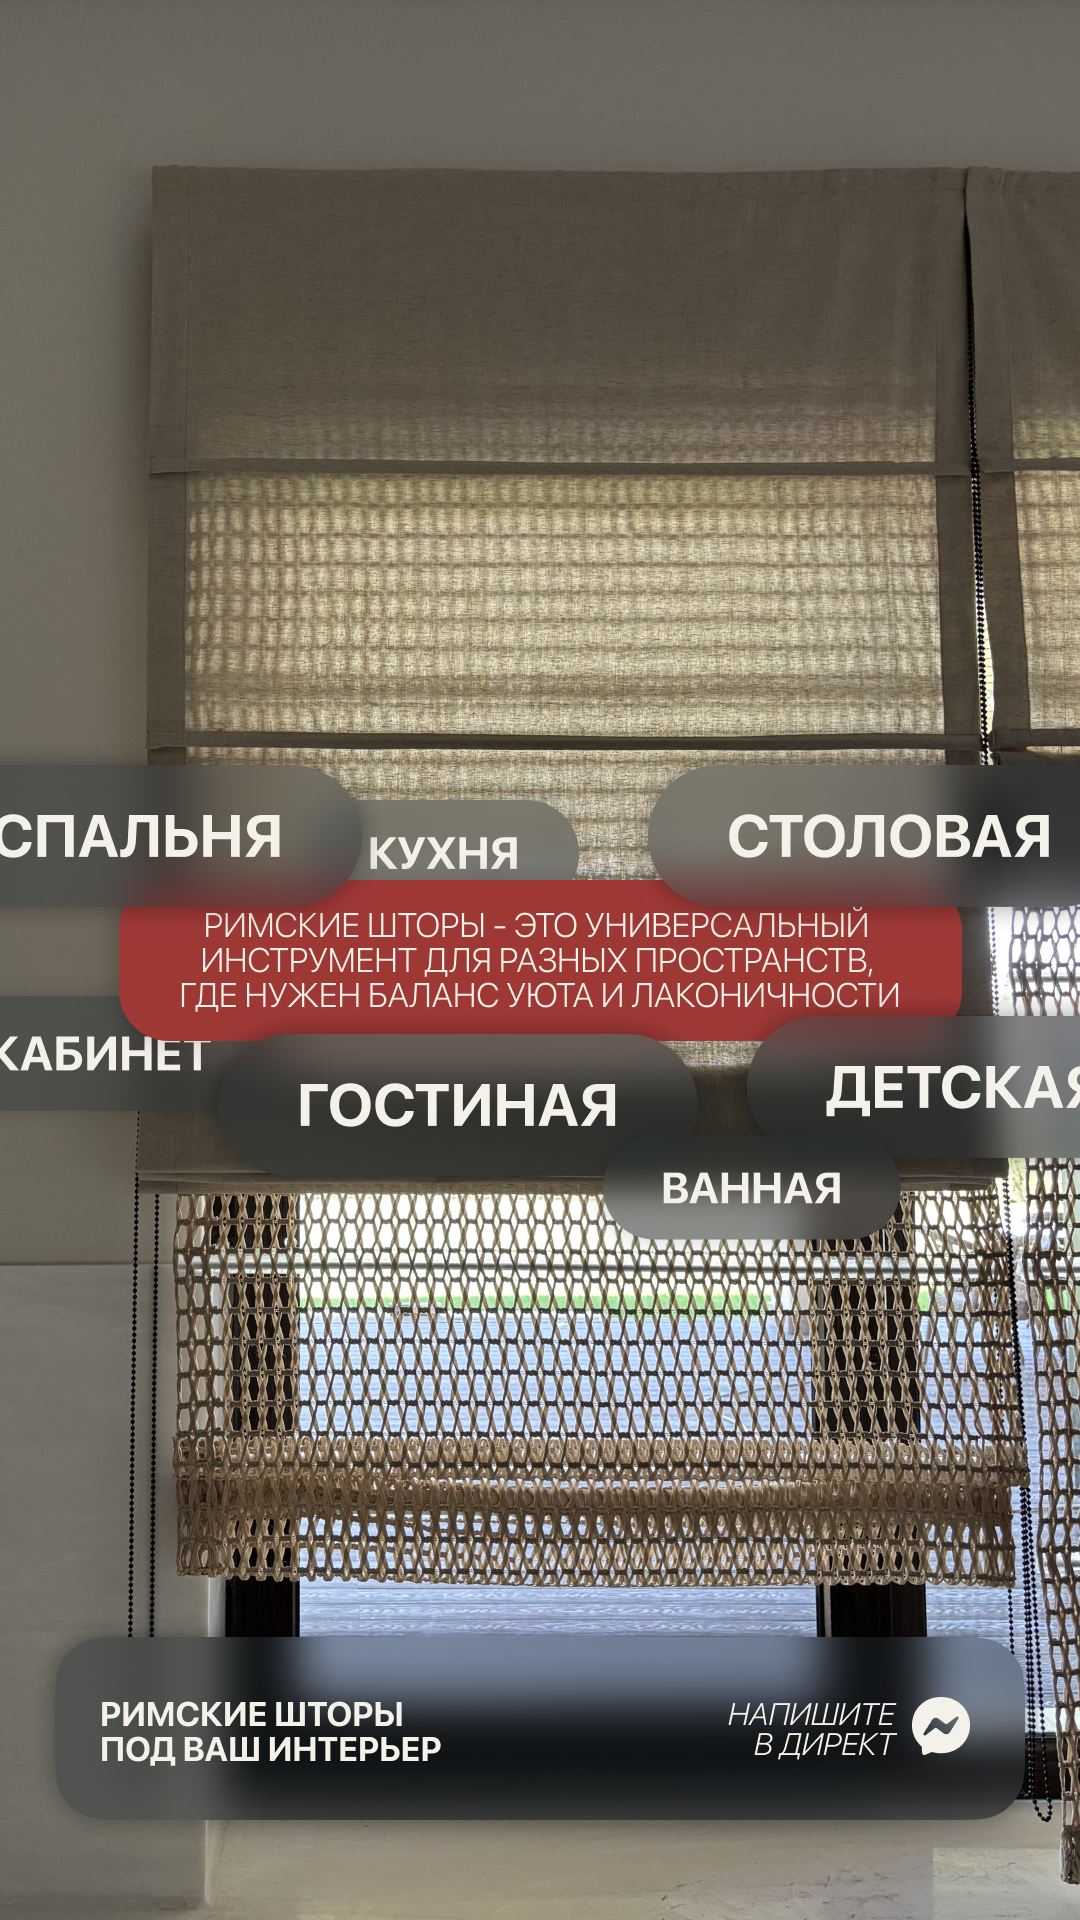 СПАЛЬНЯ
КУХНЯ
СТОЛОВАЯ
РИМСКИЕ ШТОРЫ - ЭТО УНИВЕРСАЛЬНЫЙ
ИНСТРУМЕНТ ДЛЯ РАЗНЫХ ПРОСТРАНСТВ,
ГДЕ НУЖЕН БАЛАНС УЮТА И ЛАКОНИЧНОСТИ
КАБИНЕТ
ГОСТИНАЯ
ДЕТСКАЯ
ВАННАЯ
РИМСКИЕ ШТОРЫ
ПОД ВАШ ИНТЕРЬЕР
НАПИШИТЕ
В ДИРЕКТ